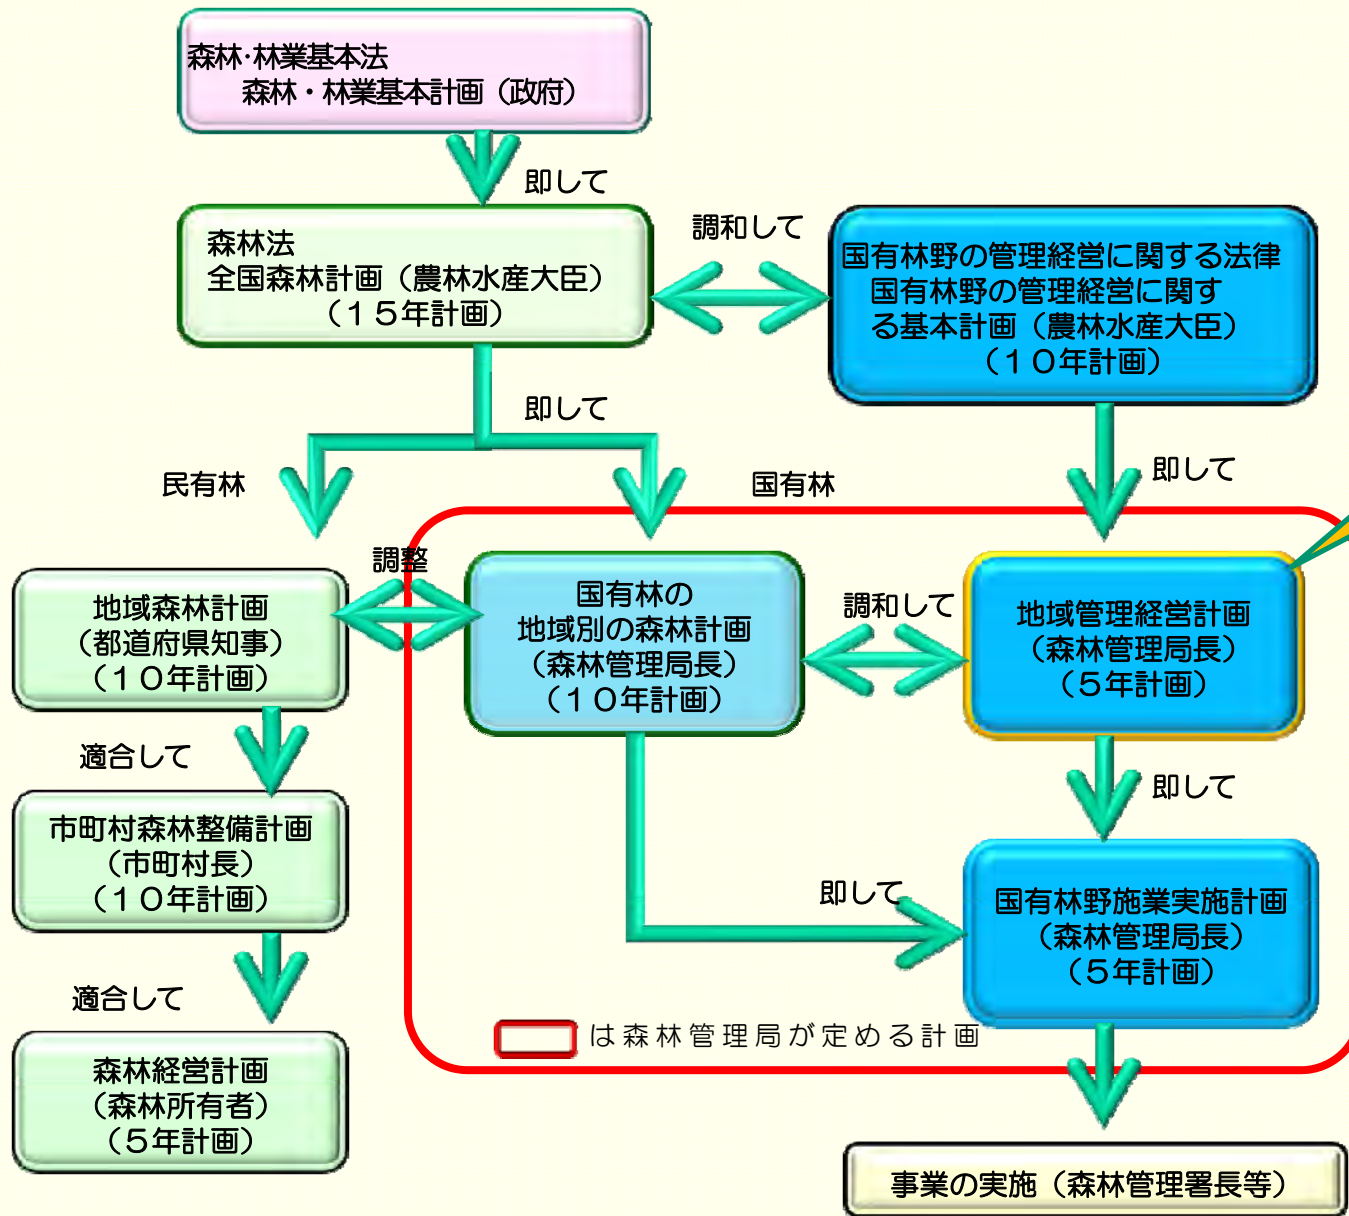 森林・林業基本法
森林・林業基本計画（政府）
即して
森林法
全国森林計画（農林水産大臣）
（１５年計画）
調和して
国有林野の管理経営に関する法律
国有林野の管理経営に関す
る基本計画（農林水産大臣）
（１０年計画）
即して
民有林
国有林
即して
調整
地域森林計画
（都道府県知事）
（１０年計画）
国有林の
地域別の森林計画
（森林管理局長）
（１０年計画）
調和して
地域管理経営計画
（森林管理局長）
（５年計画）
適合して
即して
市町村森林整備計画
（市町村長）
（１０年計画）
即して
国有林野施業実施計画
（森林管理局長）
（５年計画）
適合して
は森林管理局が定める計画
森林経営計画
（森林所有者）
（５年計画）
事業の実施（森林管理署長等）